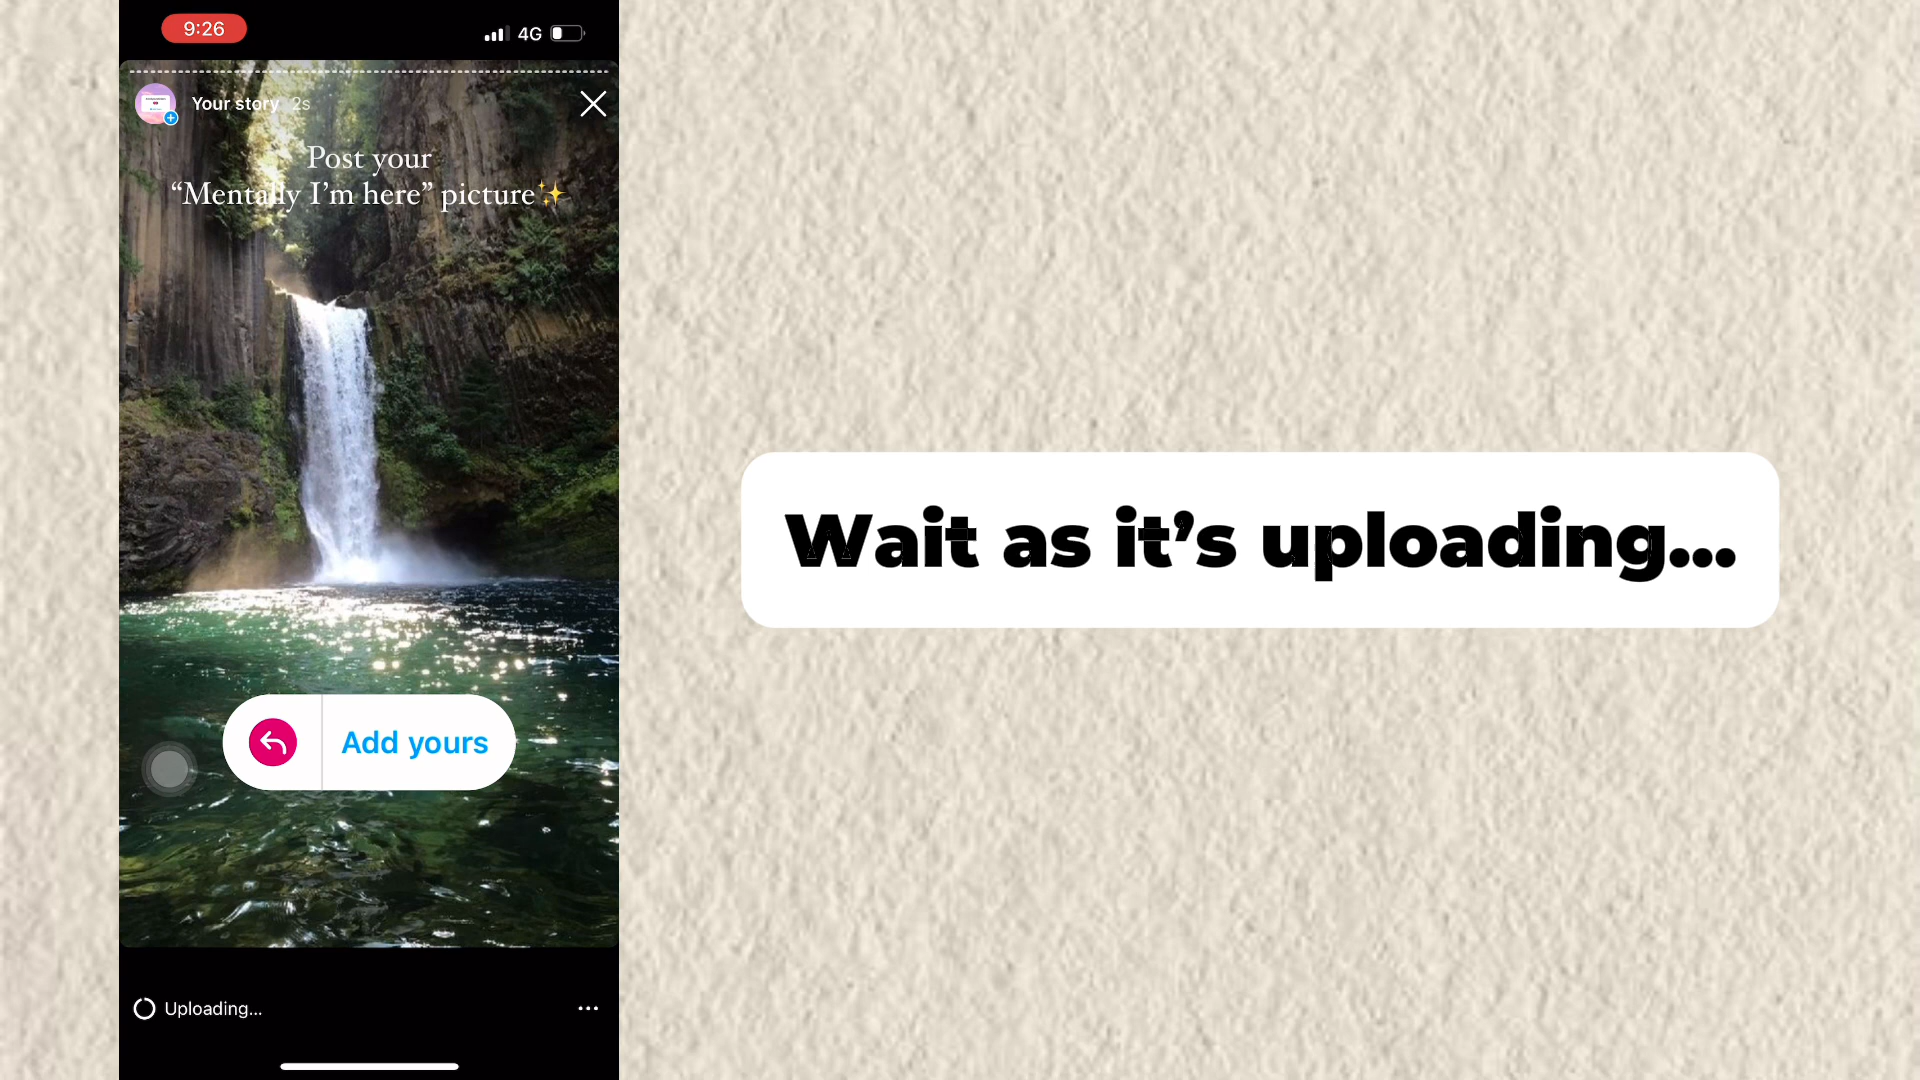 9:26
4G
Your story 2s
Post your
“Mentally I’m here” picture✨
Add yours
Uploading...
Wait as it’s uploading...